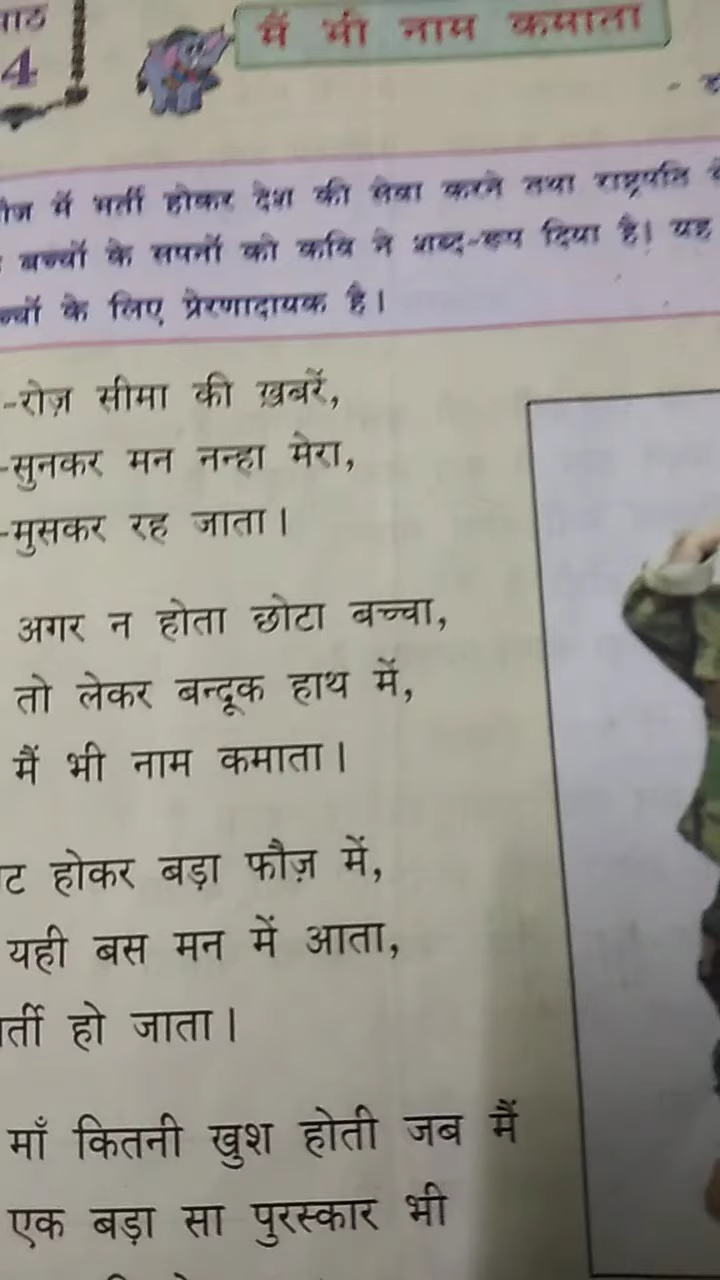 पाठ
4
मैं भी नाम कमाता
में भर्ती होकर देश की सेवा करने तथा राष्ट्रपति
बच्चों के सपनों को कवि ने शब्द-रूप दिया है। यह
के लिए प्रेरणादायक है।
-रोज़ सीमा की ख़बरें,
-सुनकर मन नन्हा मेरा,
-मुसकर रह जाता।
अगर न होता छोटा बच्चा,
तो लेकर बन्दूक हाथ में,
मैं भी नाम कमाता।
होकर बड़ा फौज़ में,
यही बस मन में आता,
हो जाता।
माँ कितनी खुश होती जब मैं
एक बड़ा सा पुरस्कार भी